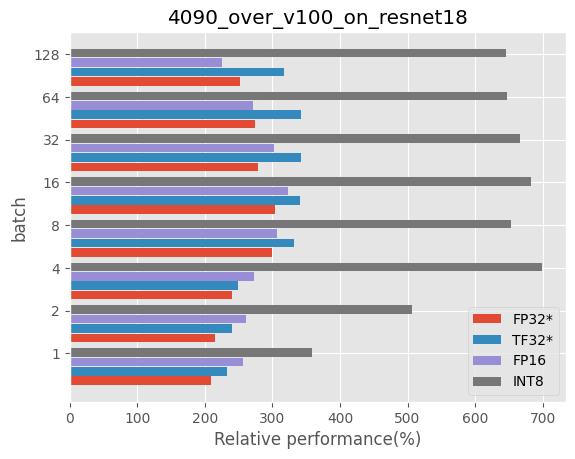 4090_over_v100_on_resnet18
128
64
32
16
8
4
2
1
batch
FP32*
TF32*
FP16
INT8
0 100 200 300 400 500 600 700
Relative performance(%)